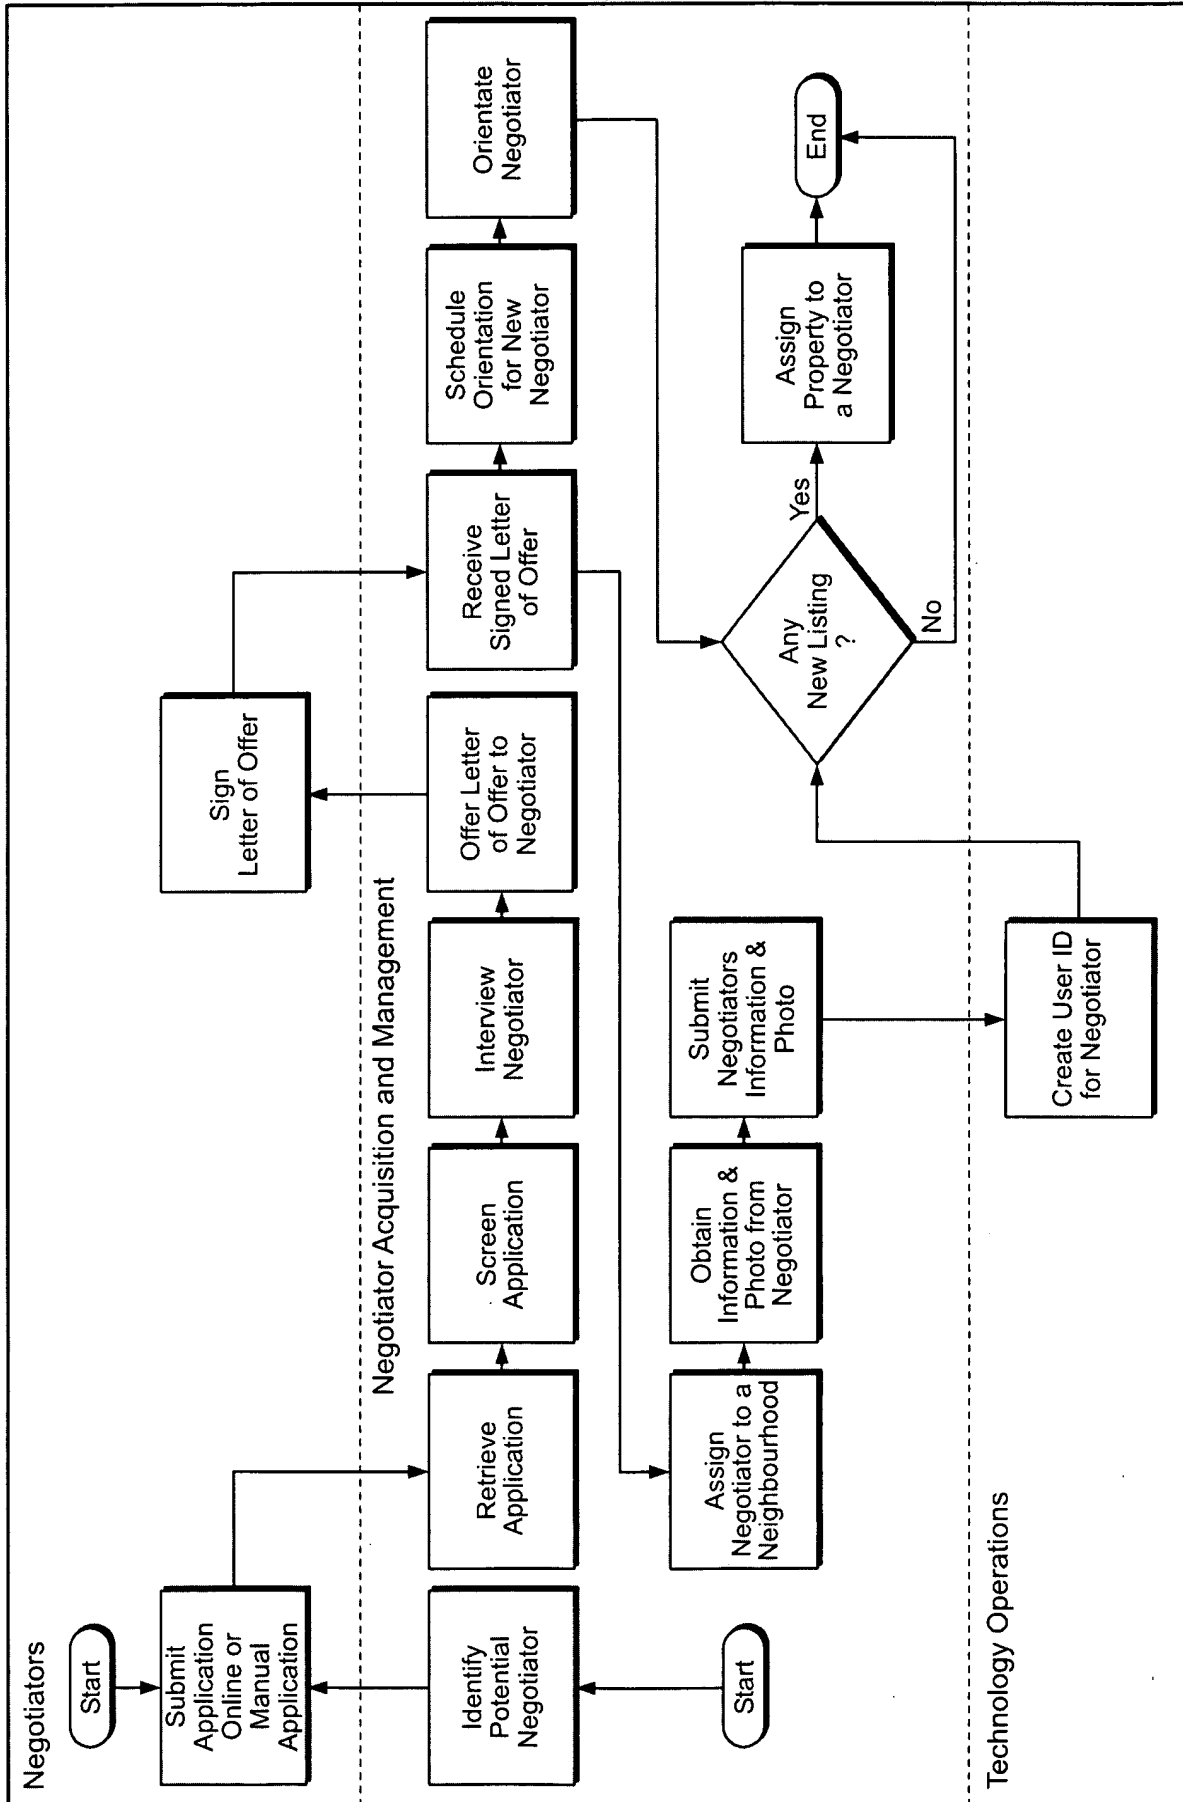 Negotiators
Start
Submit
Application
Online or
Manual
Application
Sign
Letter of Offer
Negotiator Acquisition and Management
Identify
Potential
Negotiator
Retrieve
Application
Screen
Application
Interview
Negotiator
Offer Letter
of Offer to
Negotiator
Receive
Signed Letter
of Offer
Schedule
Orientation
for New
Negotiator
Orientate
Negotiator
Start
Assign
Negotiator to a
Neighbourhood
Obtain
Information &
Photo from
Negotiator
Submit
Negotiators
Information &
Photo
Any
New Listing
?
Yes
No
Assign
Property to
a Negotiator
End
Technology Operations
Create User ID
for Negotiator